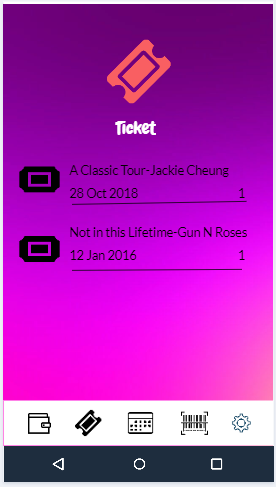 Ticket
A Classic Tour-Jackie Cheung
28 Oct 2018 1
Not in this Lifetime-Gun N Roses
12 Jan 2016 1